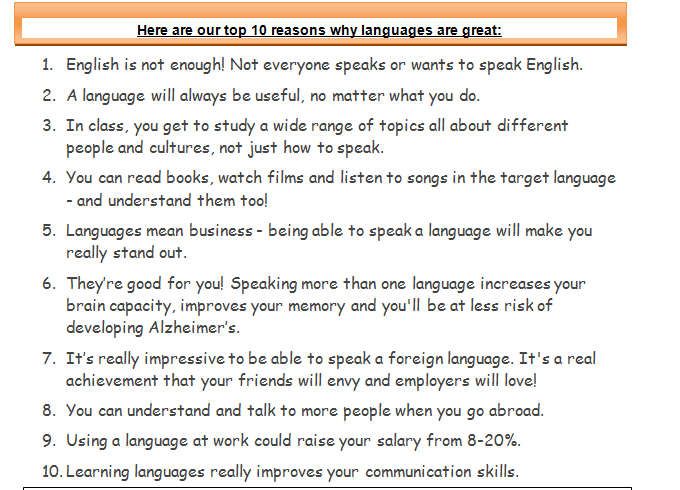 Here are our top 10 reasons why languages are great:
1. English is not enough! Not everyone speaks or wants to speak English.
2. A language will always be useful, no matter what you do.
3. In class, you get to study a wide range of topics all about different
people and cultures, not just how to speak.
4. You can read books, watch films and listen to songs in the target language
- and understand them too!
5. Languages mean business - being able to speak a language will make you
really stand out.
6. They're good for you! Speaking more than one language increases your
brain capacity, improves your memory and you'll be at less risk of
developing Alzheimer's.
7. It's really impressive to be able to speak a foreign language. It's a real
achievement that your friends will envy and employers will love!
8. You can understand and talk to more people when you go abroad.
9. Using a language at work could raise your salary from 8-20%.
10. Learning languages really improves your communication skills.